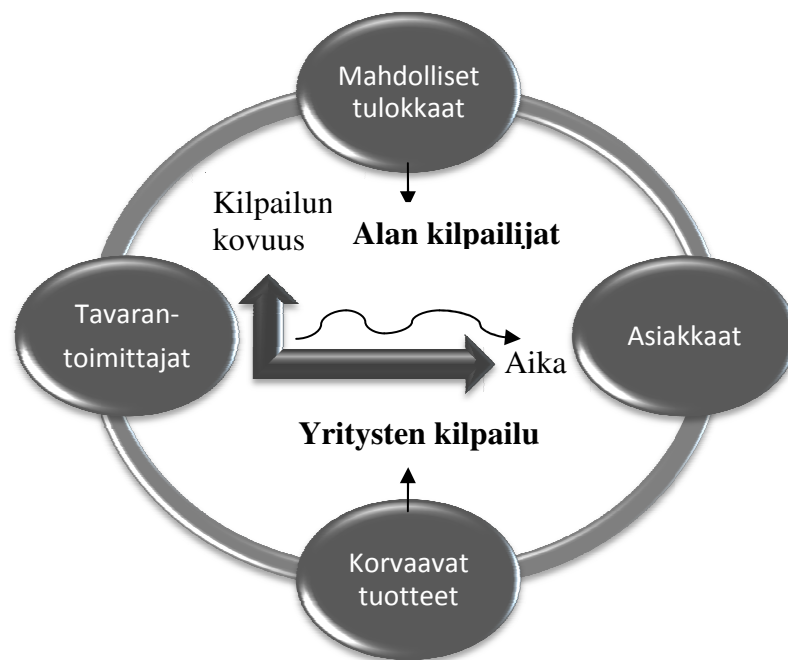 Mahdolliset
tulokkaat
Kilpailun
kovuus
Alan kilpailijat
Tavaran-
toimittajat
Asiakkaat
Aika
Yritysten kilpailu
Korvaavat
tuotteet